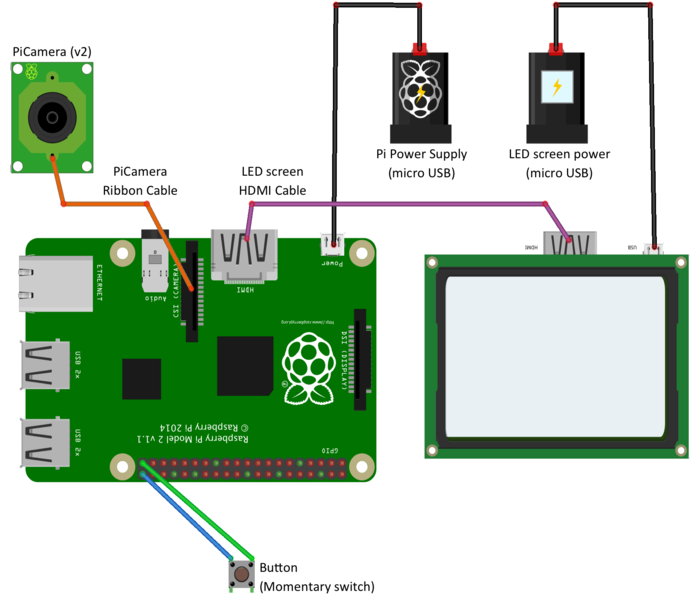 PiCamera (v2)
PiCamera
Ribbon Cable
LED screen
HDMI Cable
Pi Power Supply
(micro USB)
LED screen power
(micro USB)
ETHERNET
Audio
CSI (CAMERA)
HDMI
Power
HDMI
USB
http://www.raspberrypi.org
DSI (DISPLAY)
USB 2x
USB 2x
Raspberry Pi Model 2 v1.1
© Raspberry Pi 2014
GPIO
Button
(Momentary switch)